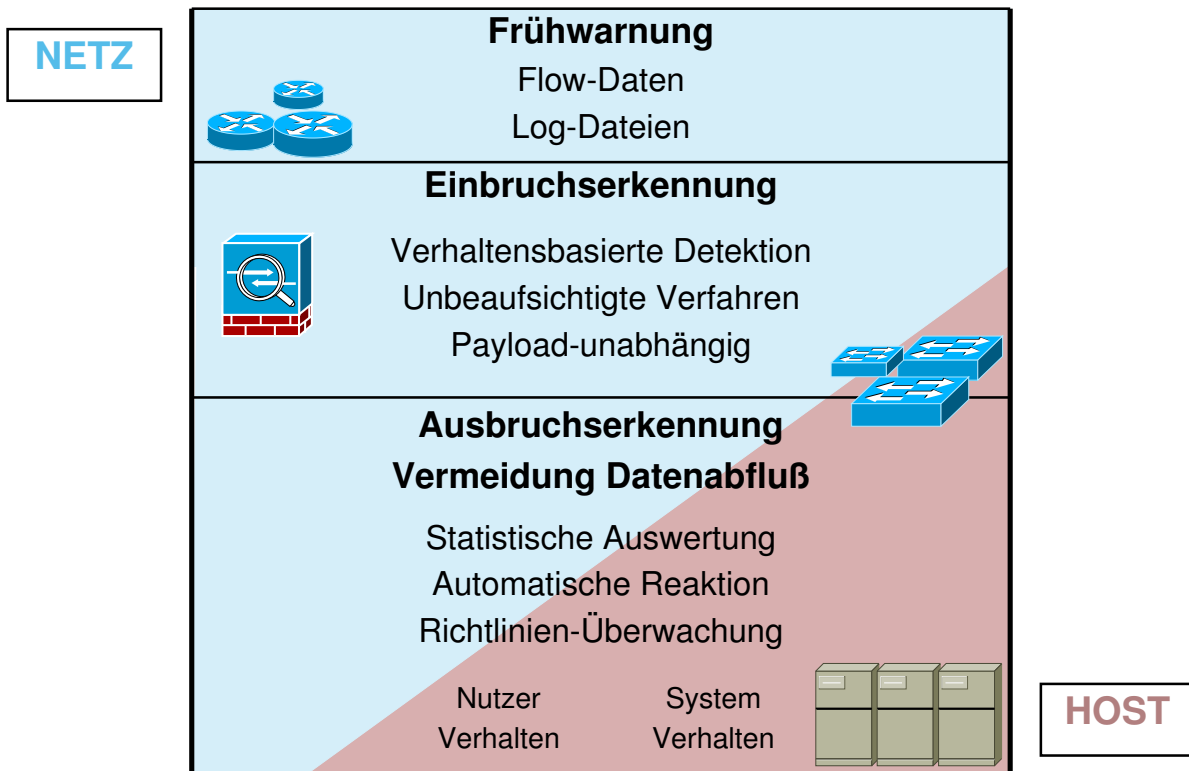 NETZ
Frühwarnung
Flow-Daten
Log-Dateien
Einbruchserkennung
Verhaltensbasierte Detektion
Unbeaufsichtigte Verfahren
Payload-unabhängig
Ausbruchserkennung
Vermeidung Datenabfluß
Statistische Auswertung
Automatische Reaktion
Richtlinien-Überwachung
Nutzer
Verhalten
System
Verhalten
HOST